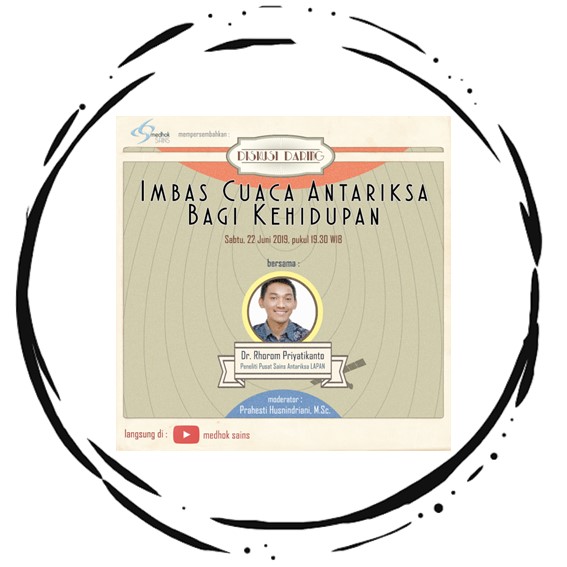 medhok
SAINS
mempersembahkan :
DISKUSI DARING
IMBAS CUACA ANTARIKSA
BAGI KEHIDUPAN
Sabtu, 22 Juni 2019, pukul 19.30 WIB
bersama :
Dr. Rhorom Priyatikanto
Peneliti Pusat Sains Antariksa LAPAN
moderator :
Prahesti Husnindriani, M.Sc.
langsung di : medhok sains